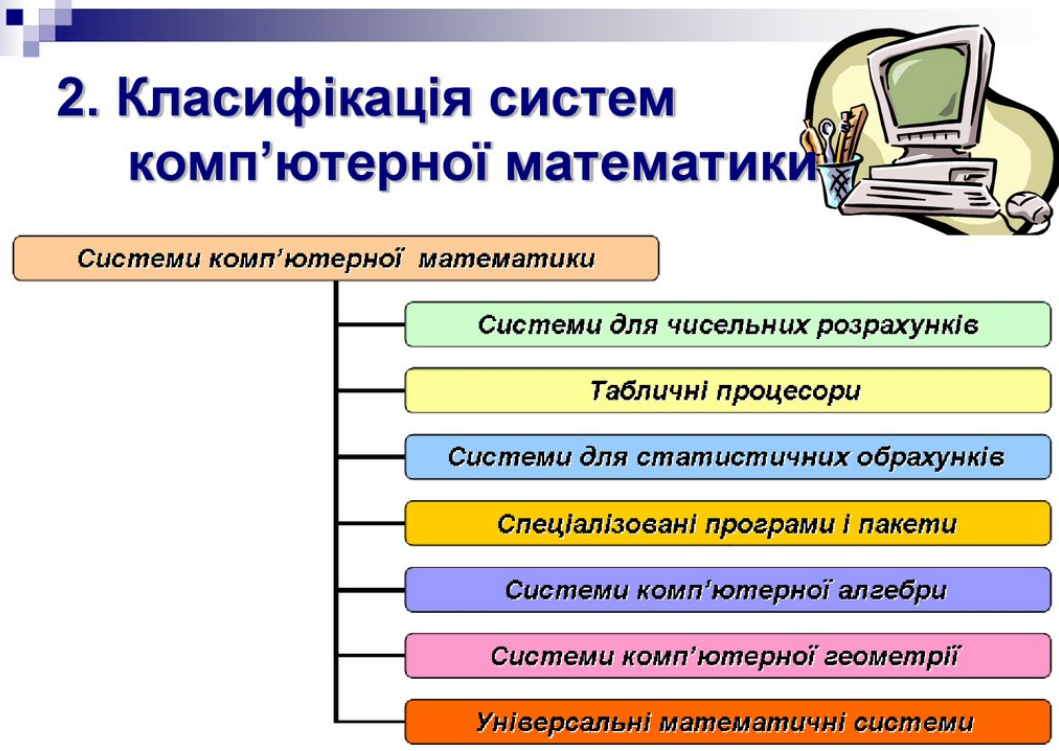 2. Класифікація систем
комп’ютерної математики
Системи комп’ютерної математики
Системи для чисельних розрахунків
Табличні процесори
Системи для статистичних обрахунків
Спеціалізовані програми і пакети
Системи комп’ютерної алгебри
Системи комп’ютерної геометрії
Універсальні математичні системи